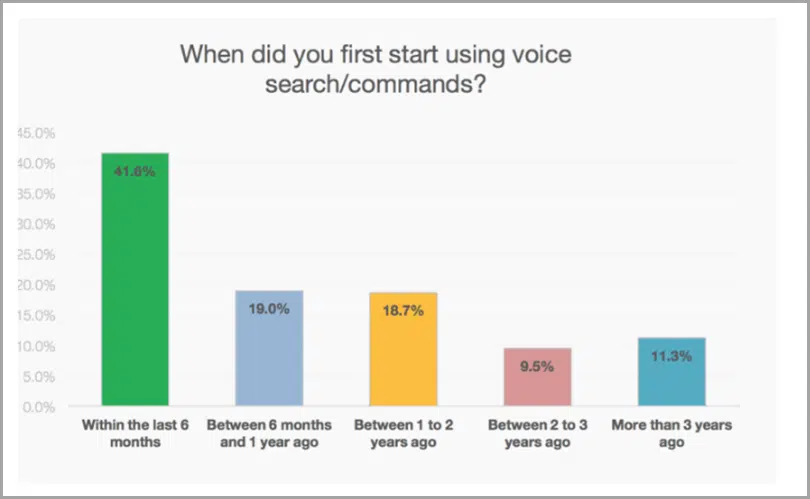 When did you first start using voice
search/commands?
45.0%
40.0%
35.0%
30.0%
25.0%
20.0%
15.0%
10.0%
5.0%
0.0%
41.6%
19.0%
18.7%
9.5%
11.3%
Within the last 6
months
Between 6 months
and 1 year ago
Between 1 to 2
years ago
Between 2 to 3
years ago
More than 3 years
ago